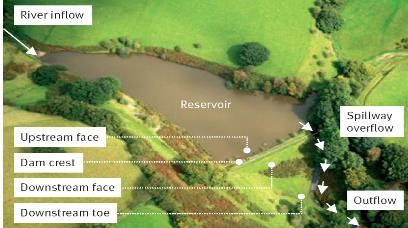 River inflow
Reservoir
Spillway
overflow
Upstream face
Dam crest
Downstream face
Downstream toe
Outflow